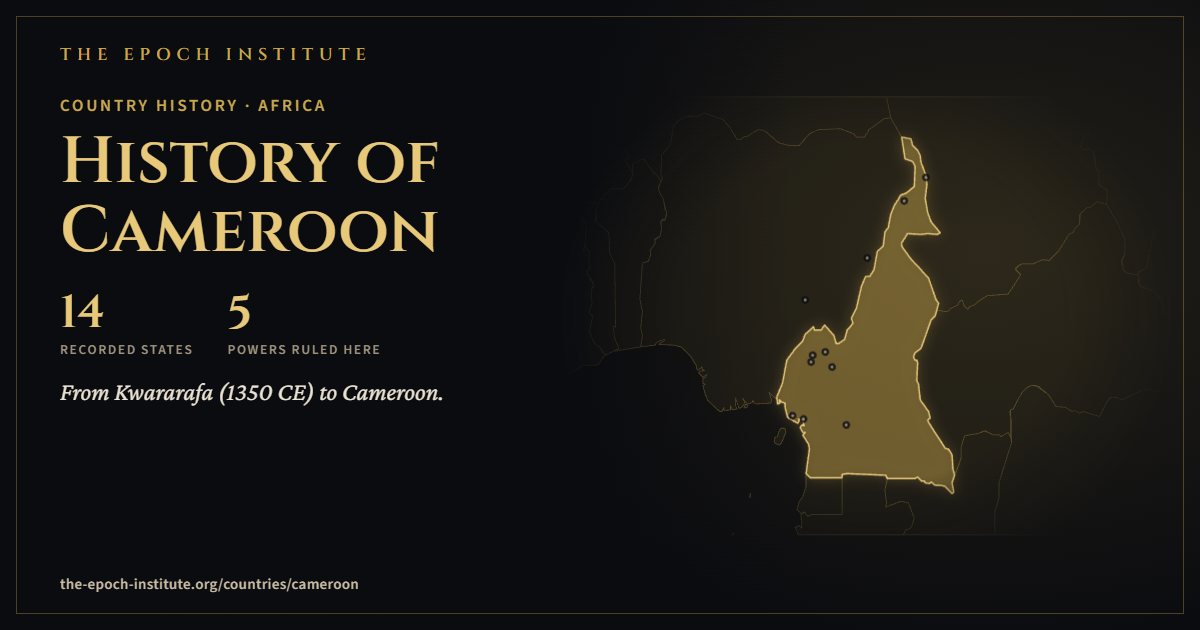 THE EPOCH INSTITUTE
COUNTRY HISTORY · AFRICA
HISTORY OF
CAMEROON
14 5
RECORDED STATES POWERS RULED HERE
From Kwararafa (1350 CE) to Cameroon.
the-epoch-institute.org/countries/cameroon